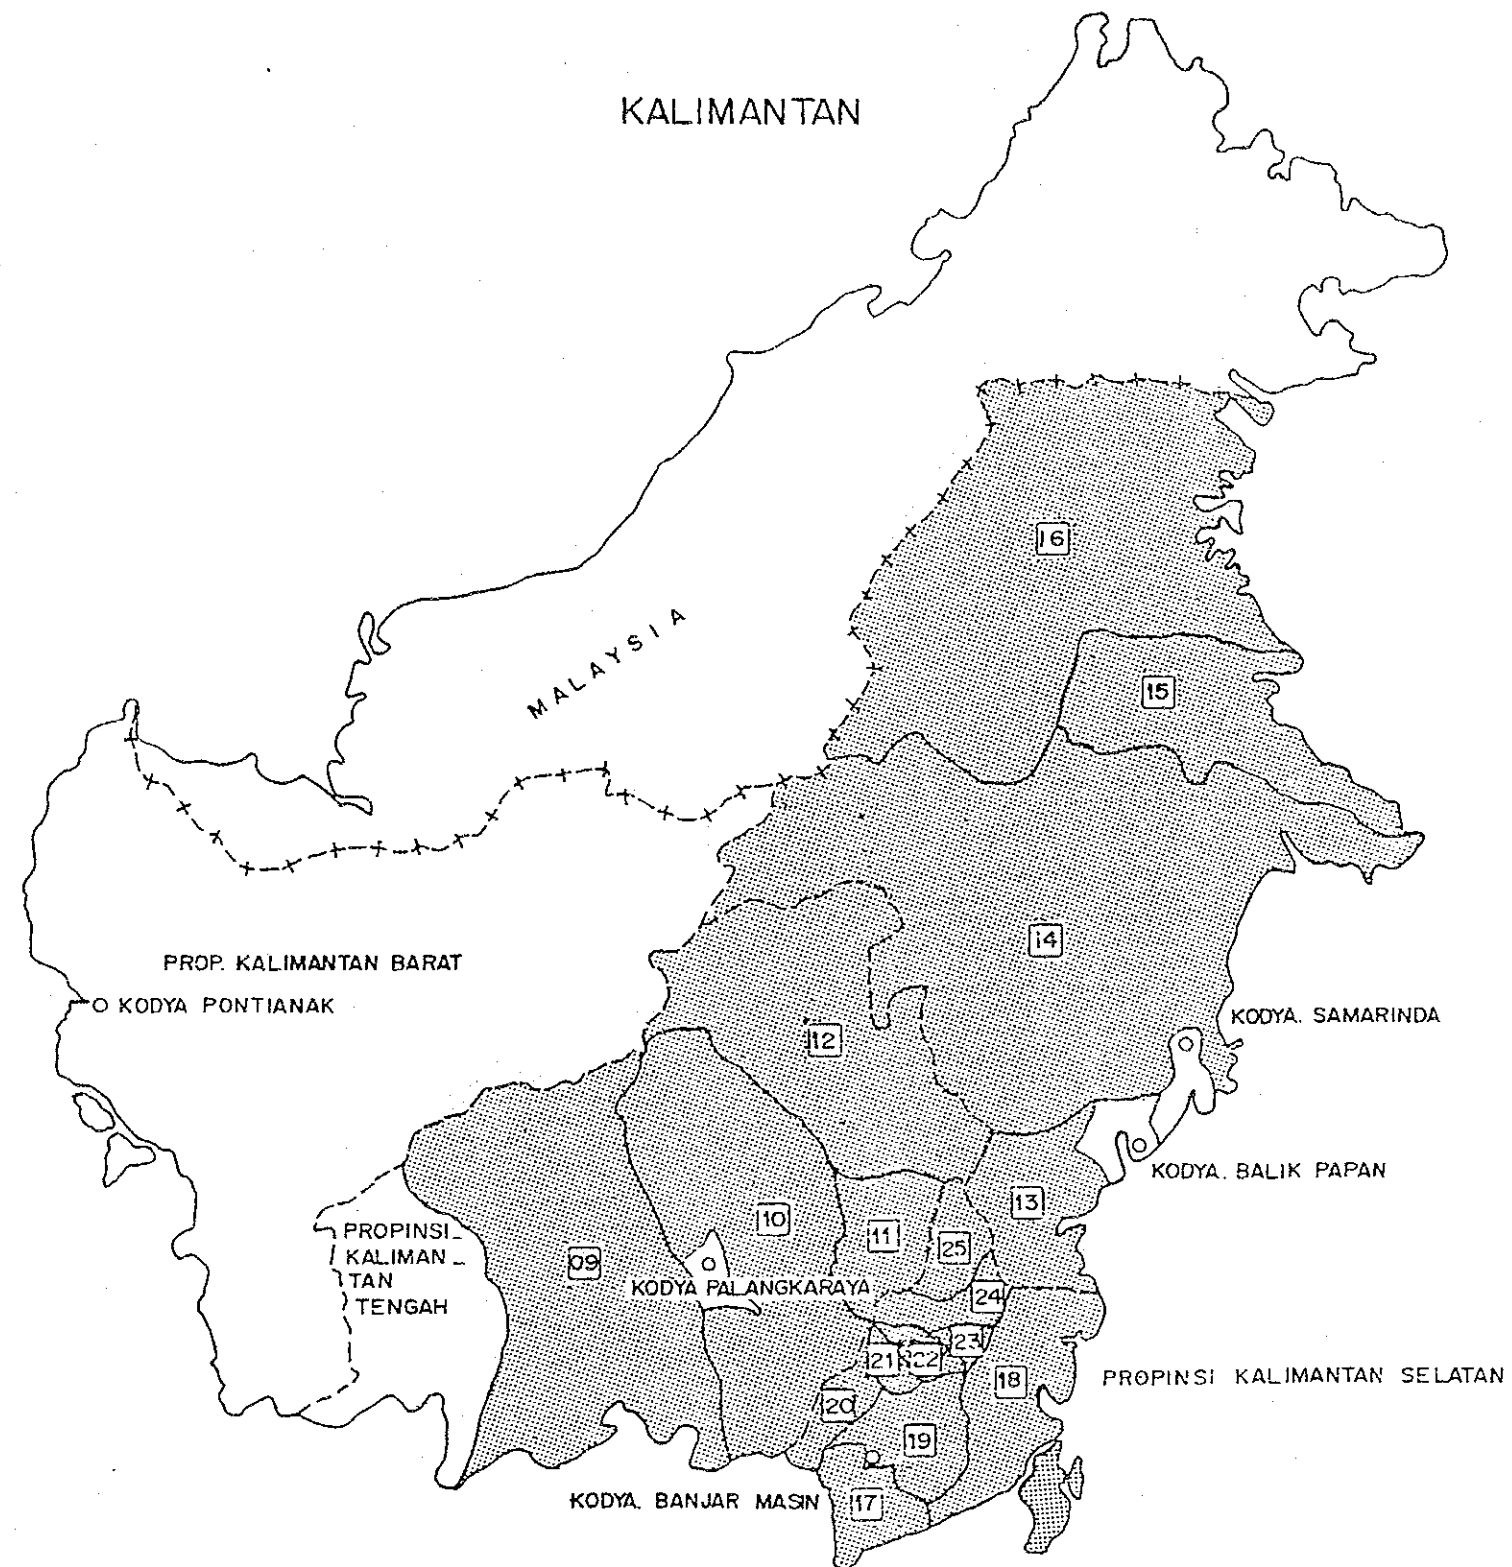 KALIMANTAN
16
MALAYSIA
15
14
PROP. KALIMANTAN BARAT
KODYA PONTIANAK
KODYA. SAMARINDA
12
KODYA. BALIK PAPAN
13
10
11
PROPINSI_
KALIMAN_
TAN
TENGAH
25
09
KODYA PALANGKARAYA
24
23
21
22
18
PROPINSI KALIMANTAN SELATAN
20
19
KODYA. BANJAR MASIN
17